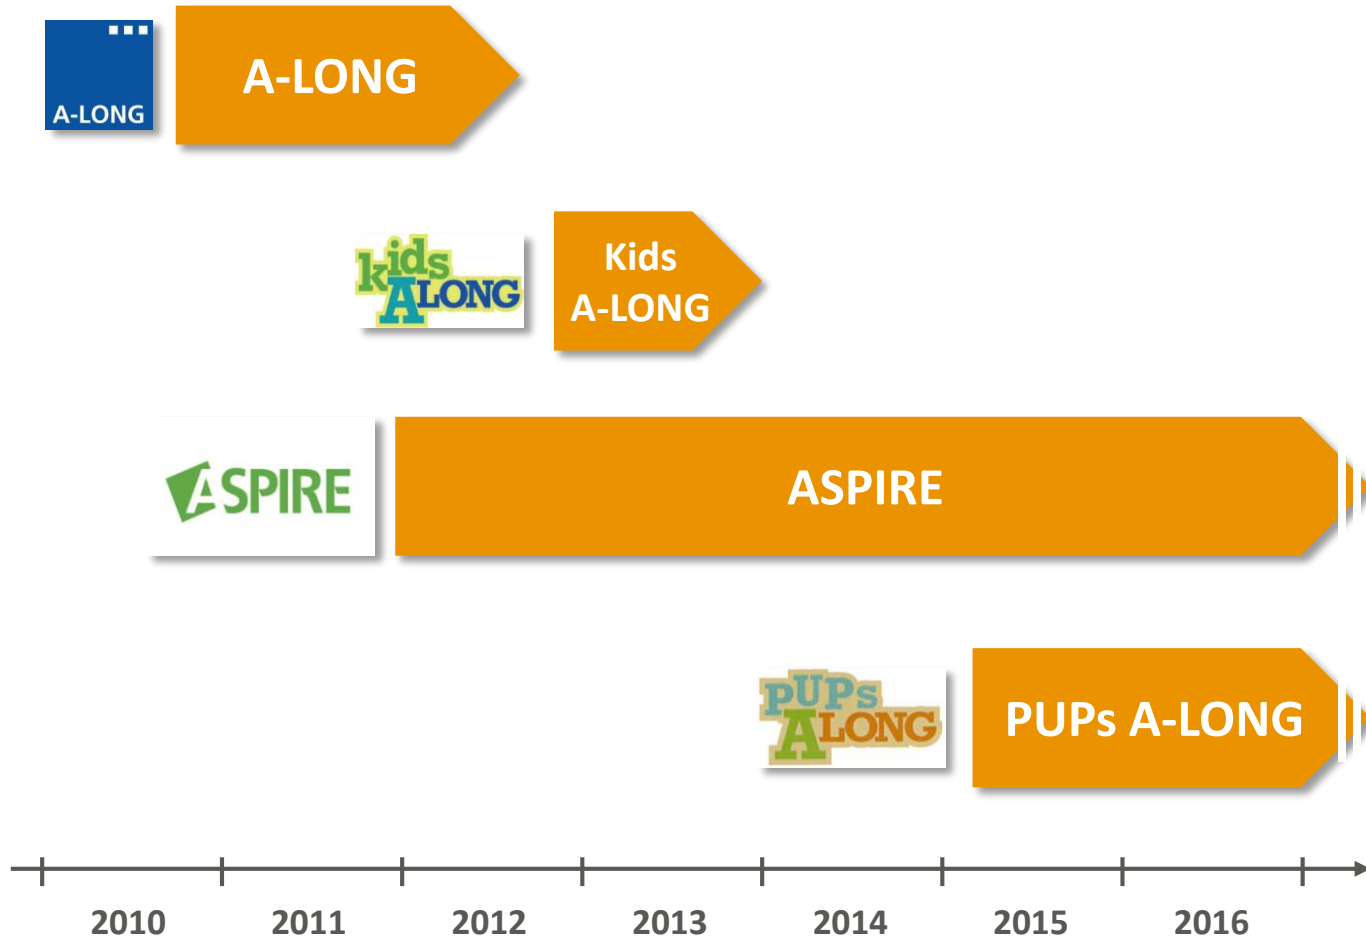 A-LONG
A-LONG
kids
ALONG
Kids
A-LONG
ASPIRE
ASPIRE
PUPs
ALONG
PUPs A-LONG
2010 2011 2012 2013 2014 2015 2016